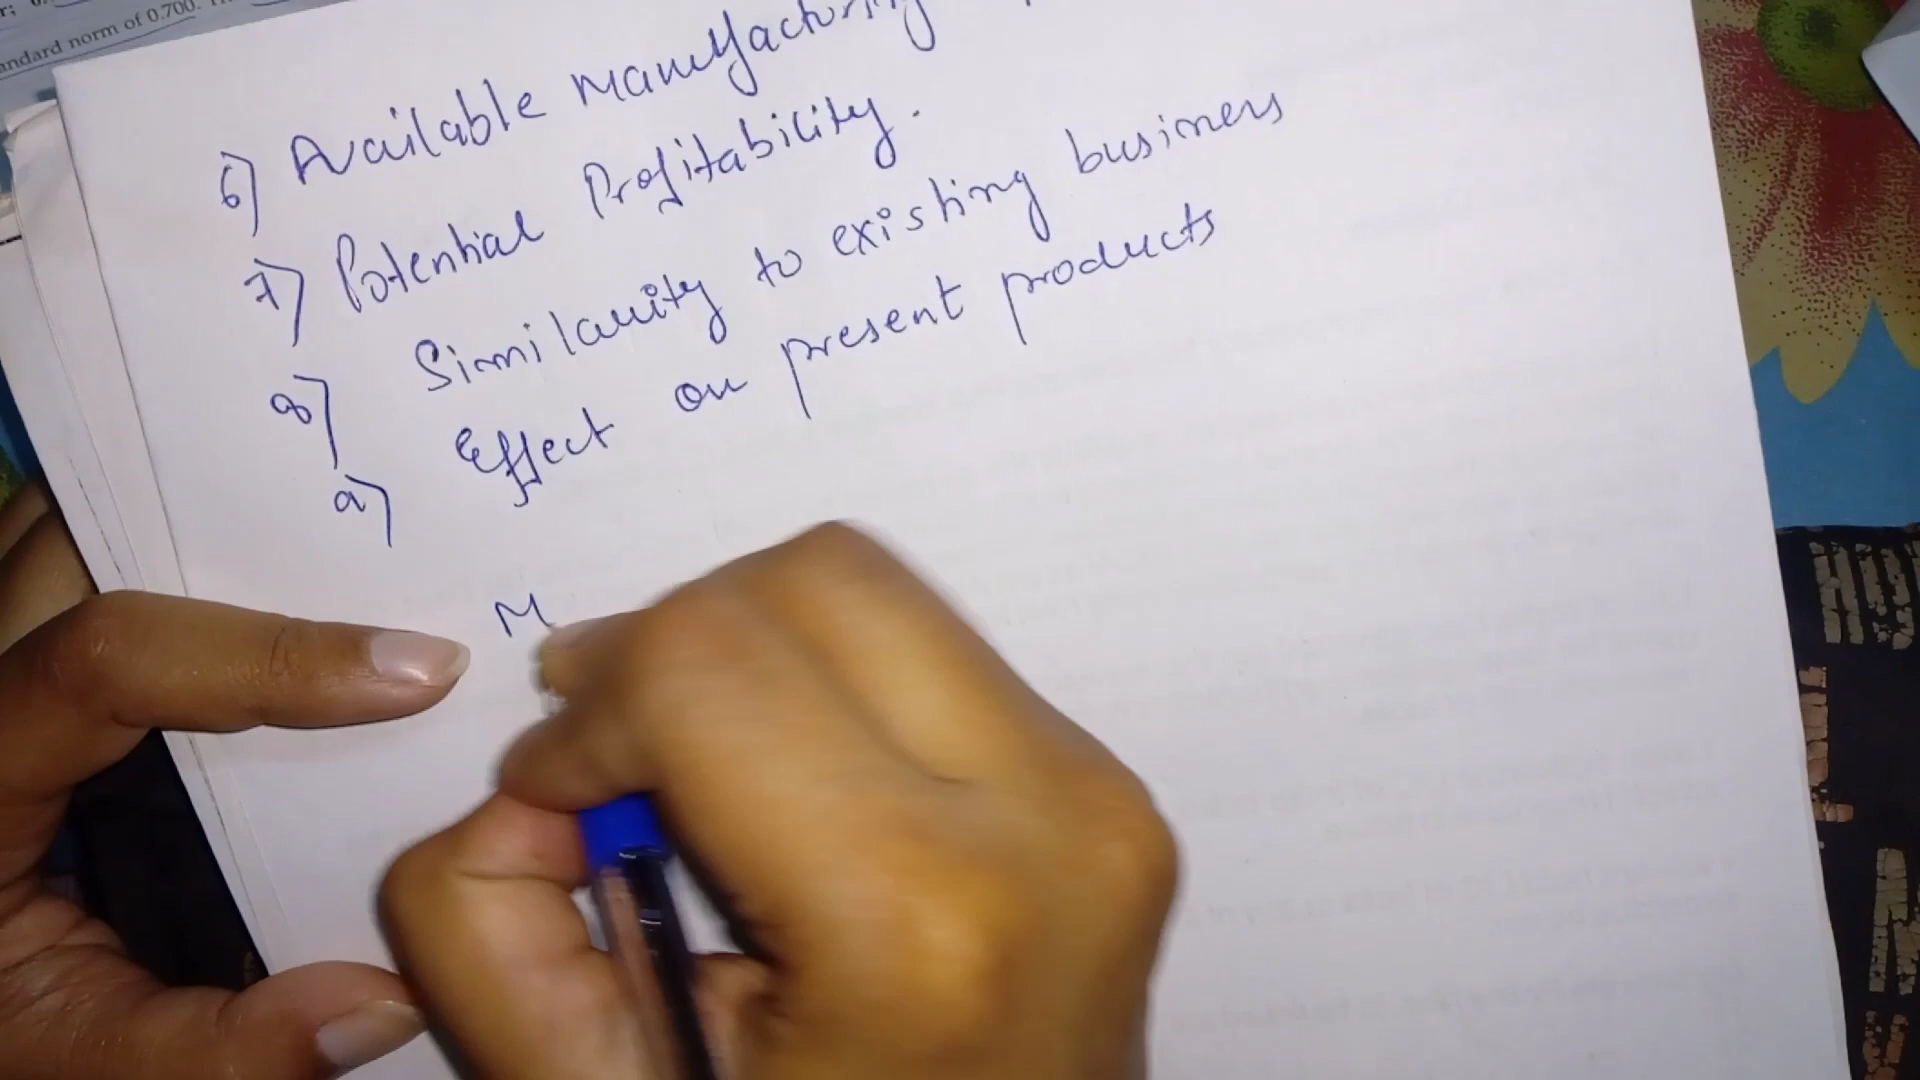 andard norm of 0.700.
6) Available Manufacturing
7) Potential Profitability.
8) Similarity to existing business
9) Effect on present products
M